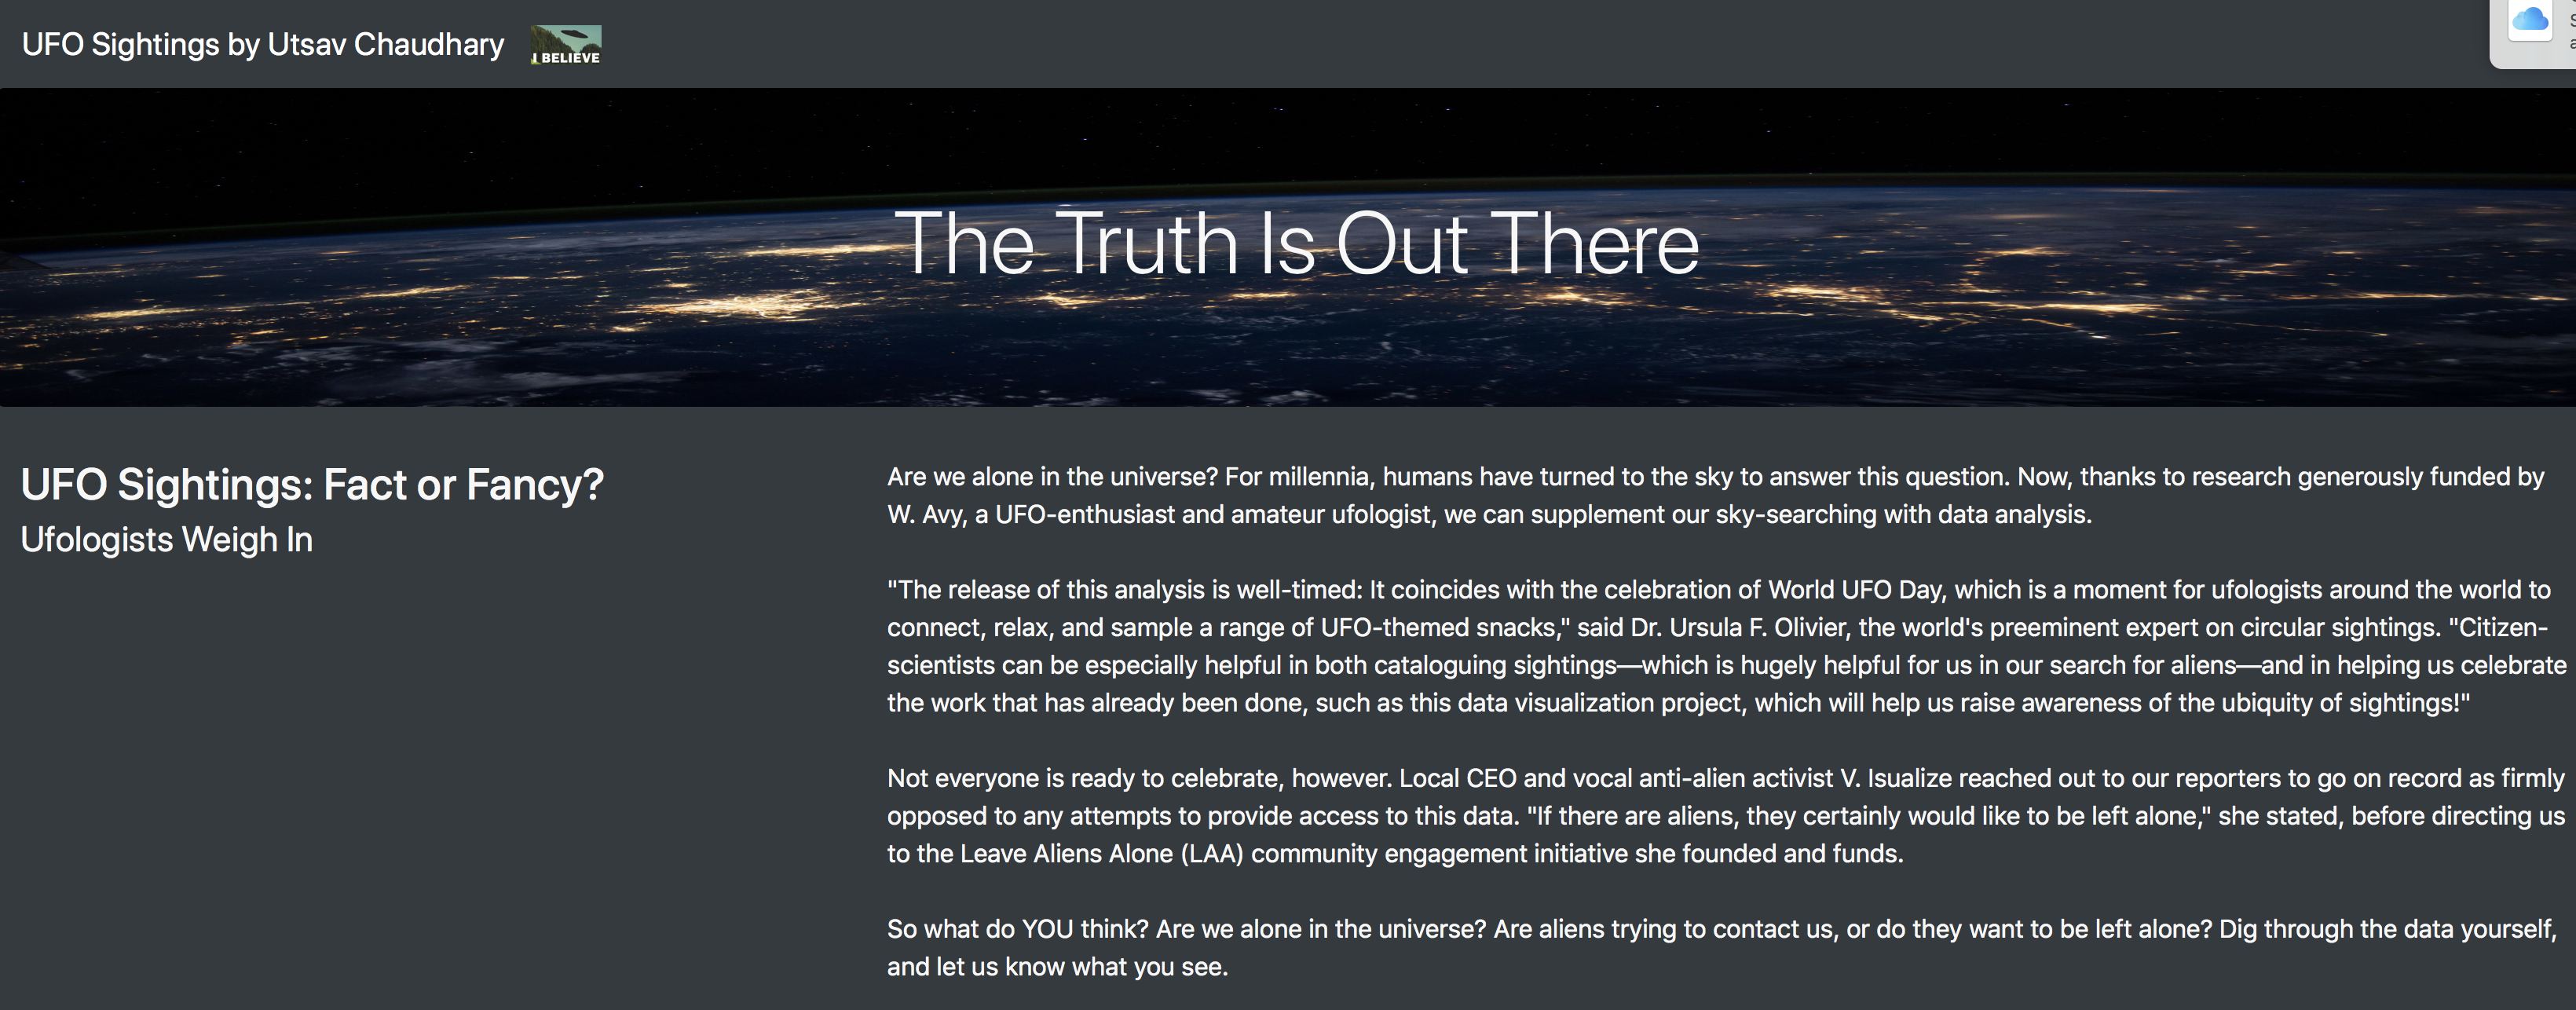 UFO Sightings by Utsav Chaudhary
I BELIEVE
The Truth Is Out There
UFO Sightings: Fact or Fancy?
Ufologists Weigh In
Are we alone in the universe? For millennia, humans have turned to the sky to answer this question. Now, thanks to research generously funded by
W. Avy, a UFO-enthusiast and amateur ufologist, we can supplement our sky-searching with data analysis.
"The release of this analysis is well-timed: It coincides with the celebration of World UFO Day, which is a moment for ufologists around the world to
connect, relax, and sample a range of UFO-themed snacks," said Dr. Ursula F. Olivier, the world's preeminent expert on circular sightings. "Citizen-
scientists can be especially helpful in both cataloguing sightings—which is hugely helpful for us in our search for aliens—and in helping us celebrate
the work that has already been done, such as this data visualization project, which will help us raise awareness of the ubiquity of sightings!"
Not everyone is ready to celebrate, however. Local CEO and vocal anti-alien activist V. Isualize reached out to our reporters to go on record as firmly
opposed to any attempts to provide access to this data. "If there are aliens, they certainly would like to be left alone," she stated, before directing us
to the Leave Aliens Alone (LAA) community engagement initiative she founded and funds.
So what do YOU think? Are we alone in the universe? Are aliens trying to contact us, or do they want to be left alone? Dig through the data yourself,
and let us know what you see.